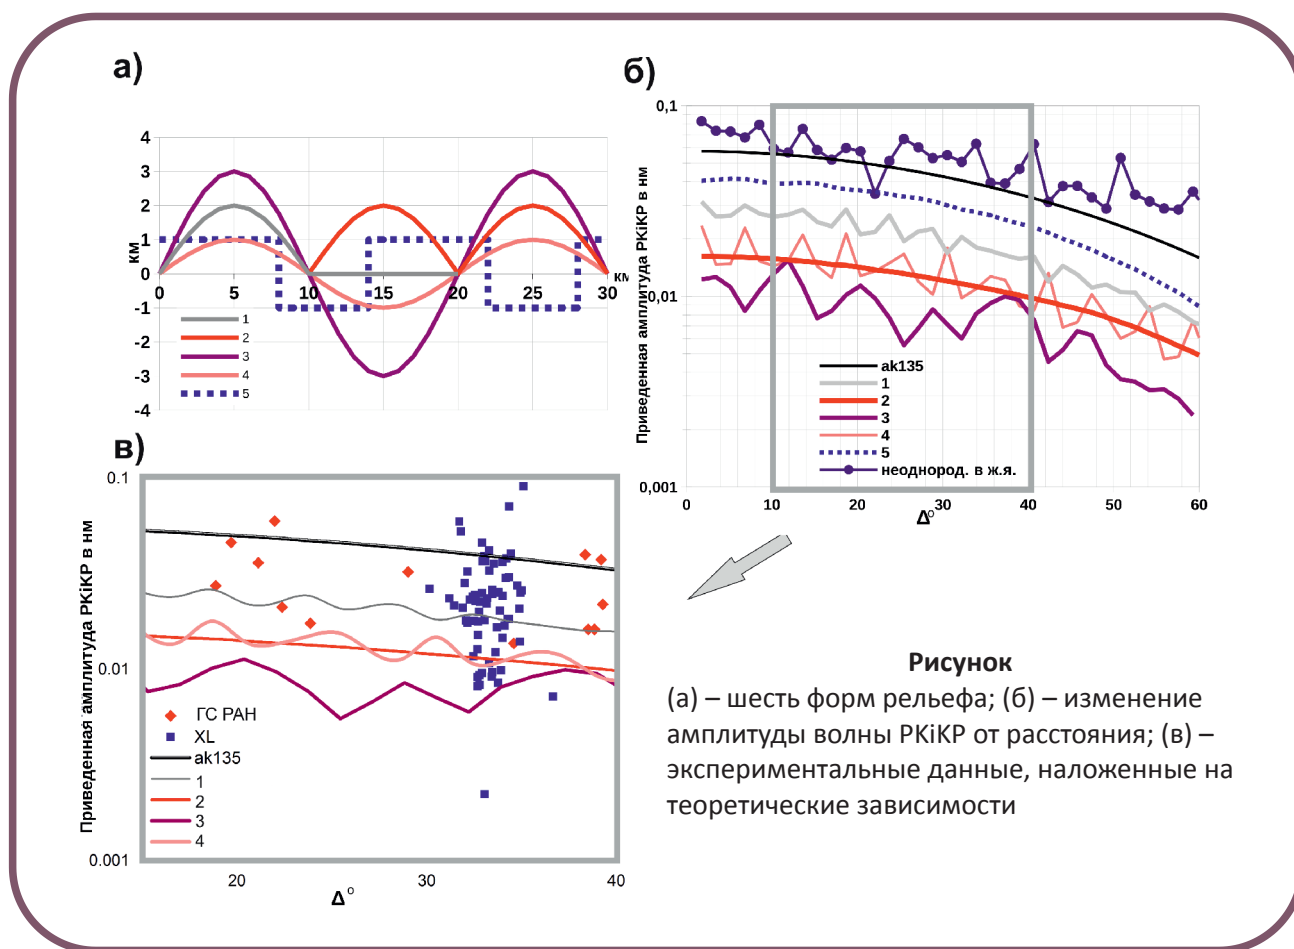 а)
4
3
2
1
0
-1
-2
-3
-4
км
0 5 10 15 20 25 30
км
1
2
3
4
5
б)
Приведенная амплитуда PKiKP в нм
0,1
0,01
0,001
0 10 20 30 40 50 60
Δ°
ak135
1
2
3
4
5
неоднород. в ж.я.
в)
Приведенная амплитуда PKiKP в нм
0.1
0.01
0.001
20 30 40
Δ°
ГС РАН
XL
ak135
1
2
3
4
Рисунок
(а) – шесть форм рельефа; (б) – изменение
амплитуды волны PKiKP от расстояния; (в) –
экспериментальные данные, наложенные на
теоретические зависимости